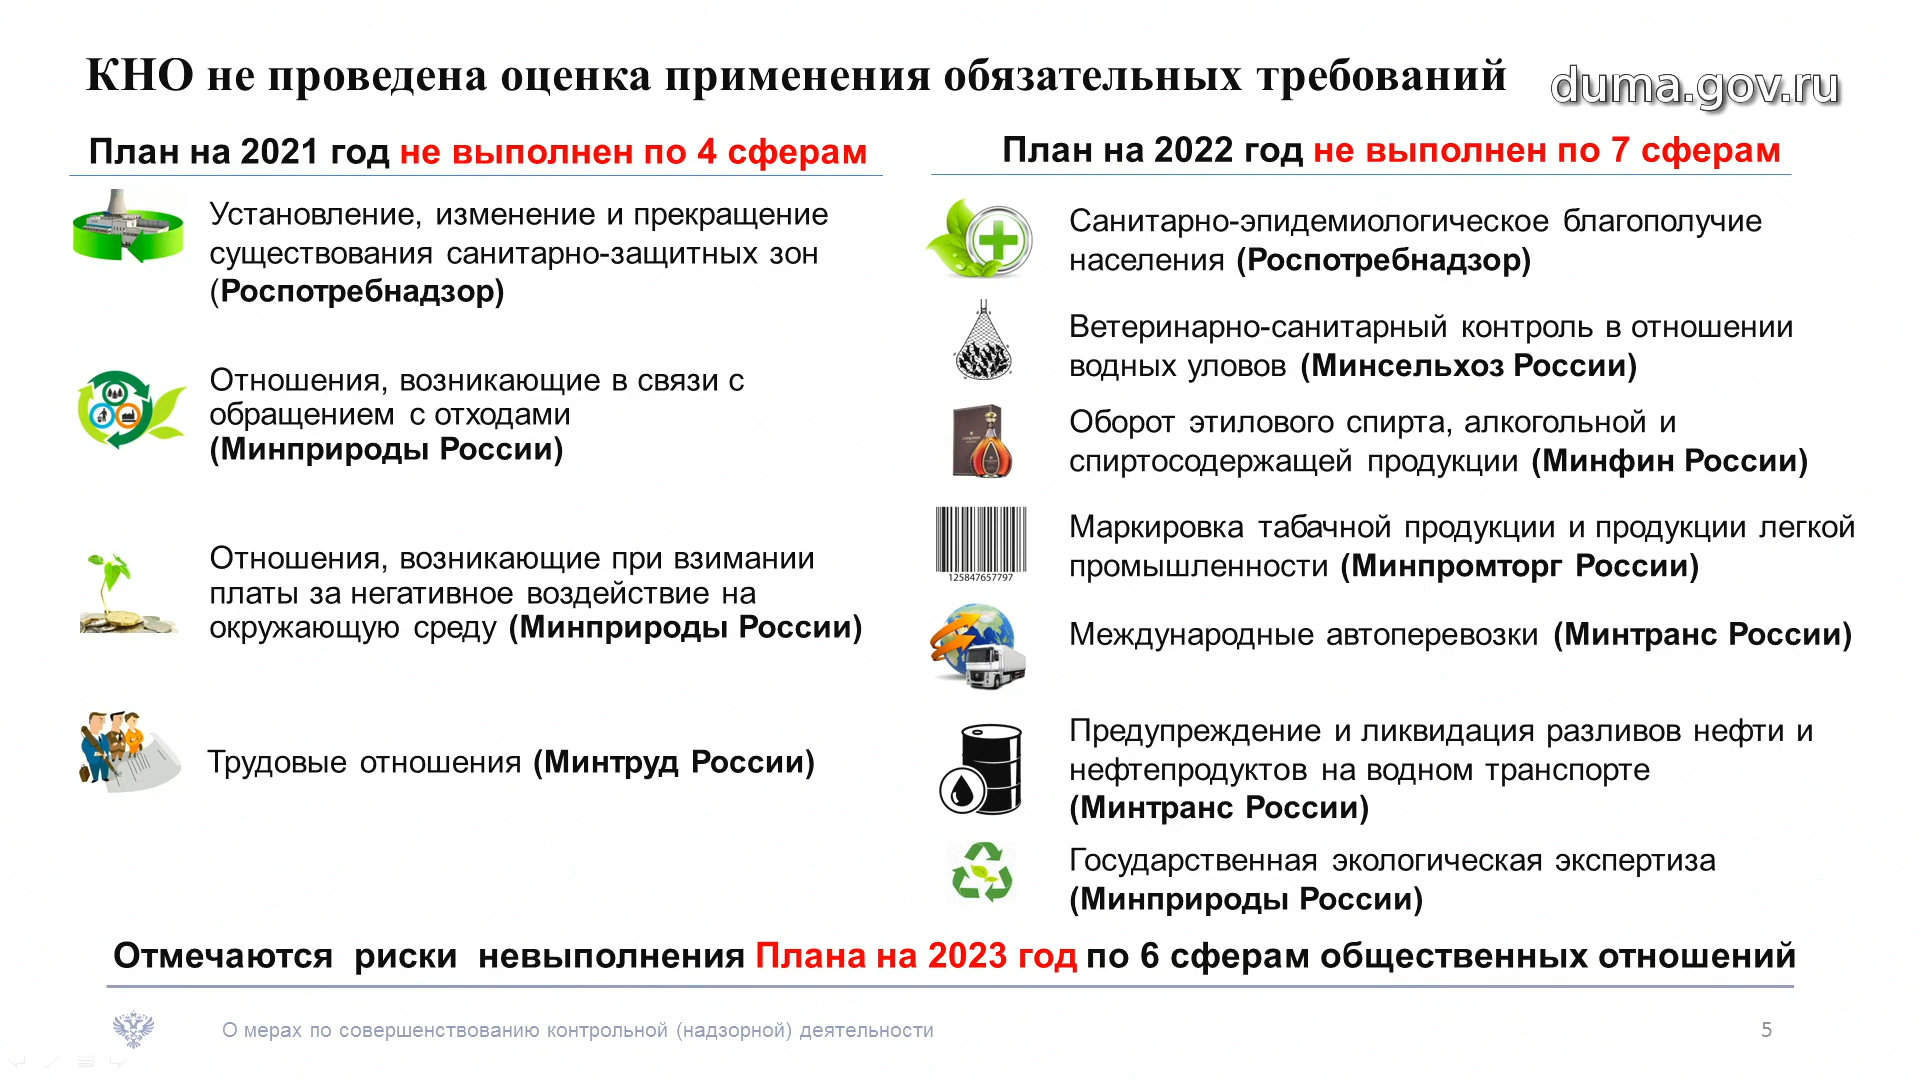 КНО не проведена оценка применения обязательных требований
duma.gov.ru
План на 2021 год не выполнен по 4 сферам
Установление, изменение и прекращение
существования санитарно-защитных зон
(Роспотребнадзор)
Отношения, возникающие в связи с
обращением с отходами
(Минприроды России)
Отношения, возникающие при взимании
платы за негативное воздействие на
окружающую среду (Минприроды России)
Трудовые отношения (Минтруд России)
План на 2022 год не выполнен по 7 сферам
Санитарно-эпидемиологическое благополучие
населения (Роспотребнадзор)
Ветеринарно-санитарный контроль в отношении
водных уловов (Минсельхоз России)
Оборот этилового спирта, алкогольной и
спиртосодержащей продукции (Минфин России)
125847657797
Маркировка табачной продукции и продукции легкой
промышленности (Минпромторг России)
Международные автоперевозки (Минтранс России)
Предупреждение и ликвидация разливов нефти и
нефтепродуктов на водном транспорте
(Минтранс России)
Государственная экологическая экспертиза
(Минприроды России)
Отмечаются риски невыполнения Плана на 2023 год по 6 сферам общественных отношений
О мерах по совершенствованию контрольной (надзорной) деятельности
5